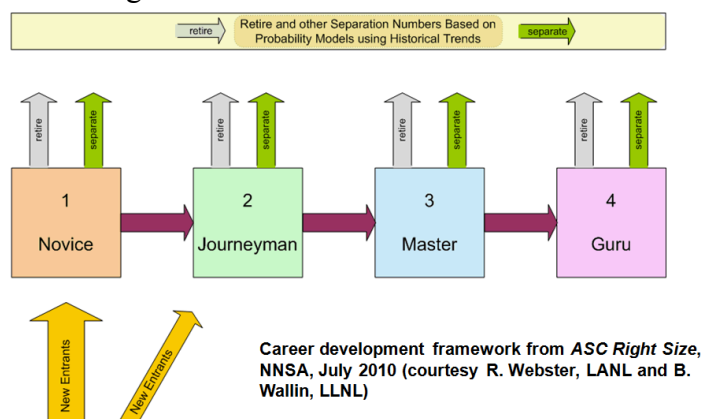 Retire and other Separation Numbers Based on
retire
Probability Models using Historical Trends
separate
retire
separate
retire
separate
retire
separate
retire
separate
1
Novice
2
Journeyman
3
Master
4
Guru
New Entrants
New Entrants
Career development framework from ASC Right Size,
NNSA, July 2010 (courtesy R. Webster, LANL and B.
Wallin, LLNL)